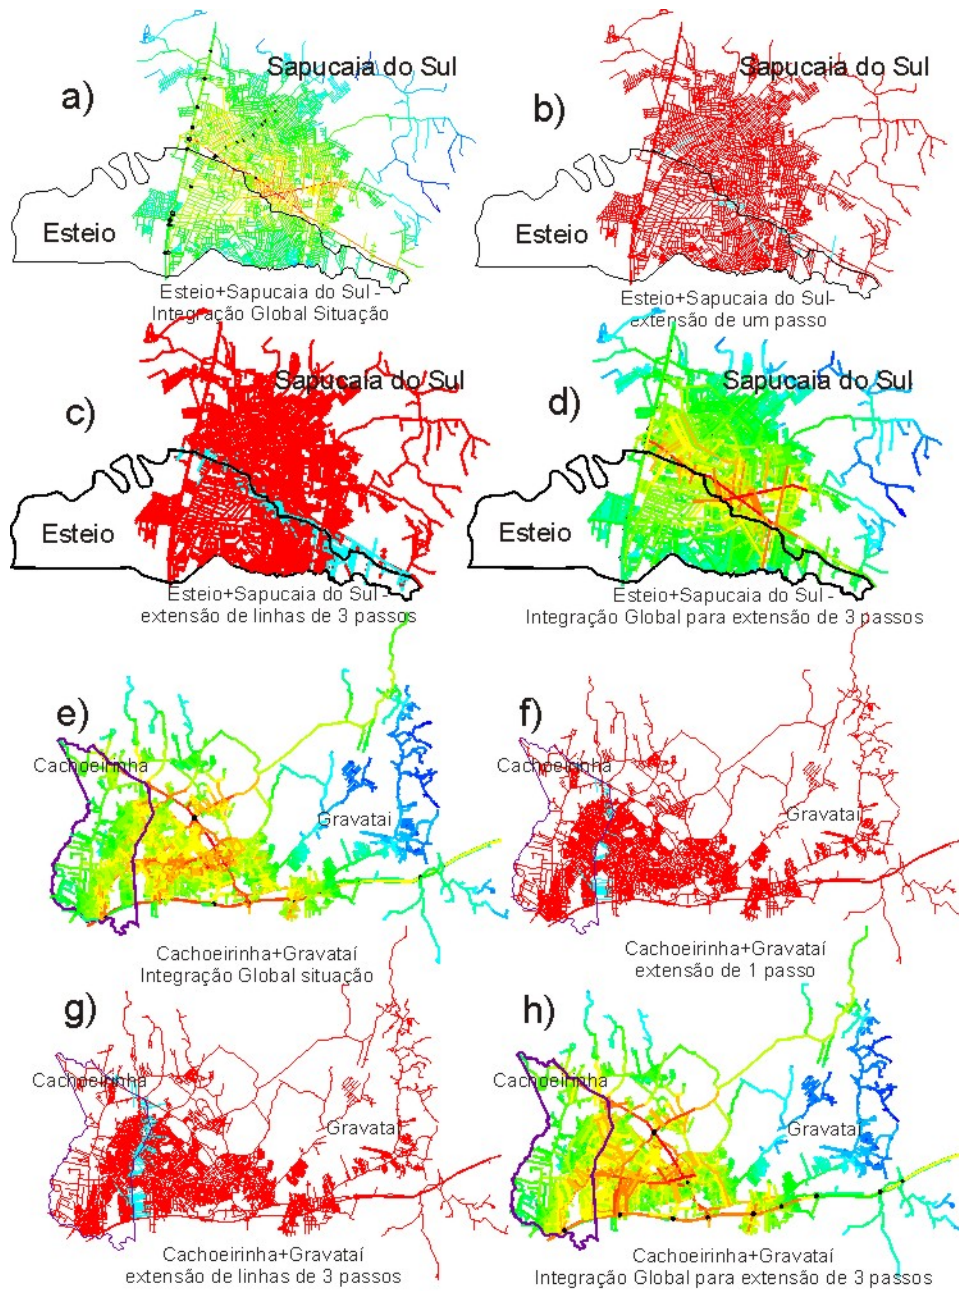 Sapucaia do Sul
a)
Esteio
Esteio+Sapucaia do Sul -
Integração Global Situação
Sapucaia do Sul
b)
Esteio
Esteio+Sapucaia do Sul-
extensão de um passo
Sapucaia do Sul
c)
Esteio
Esteio+Sapucaia do Sul -
extensão de linhas de 3 passos
Sapucaia do Sul
d)
Esteio
Esteio+Sapucaia do Sul -
Integração Global para extensão de 3 passos
e)
Cachoeirinha
Gravatai
Cachoeirinha+Gravataí
Integração Global situação
f)
Cachoeirinha
Gravatai
Cachoeirinha+Gravataí
extensão de 1 passo
g)
Cachoeirinha
Gravatai
Cachoeirinha+Gravataí
extensão de linhas de 3 passos
h)
Cachoeirinha
Gravatai
Cachoeirinha+Gravataí
Integração Global para extensão de 3 passos